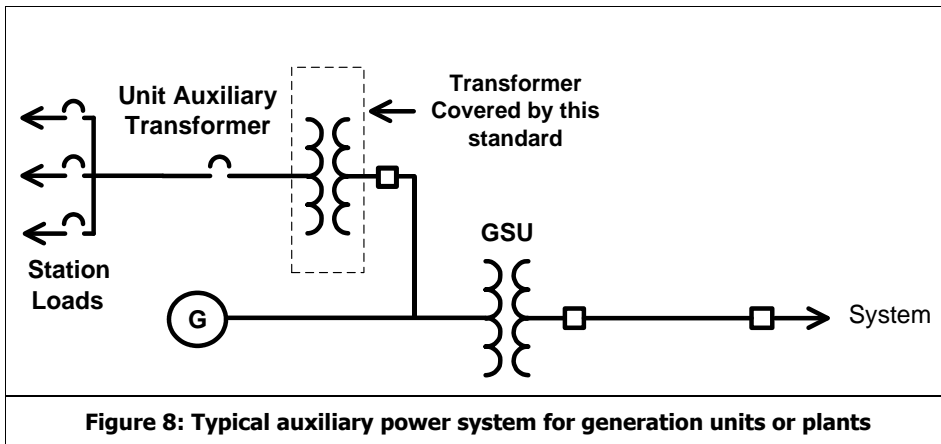 Unit Auxiliary
Transformer
Transformer
Covered by this
standard
GSU
Station
Loads
G
System
Figure 8: Typical auxiliary power system for generation units or plants